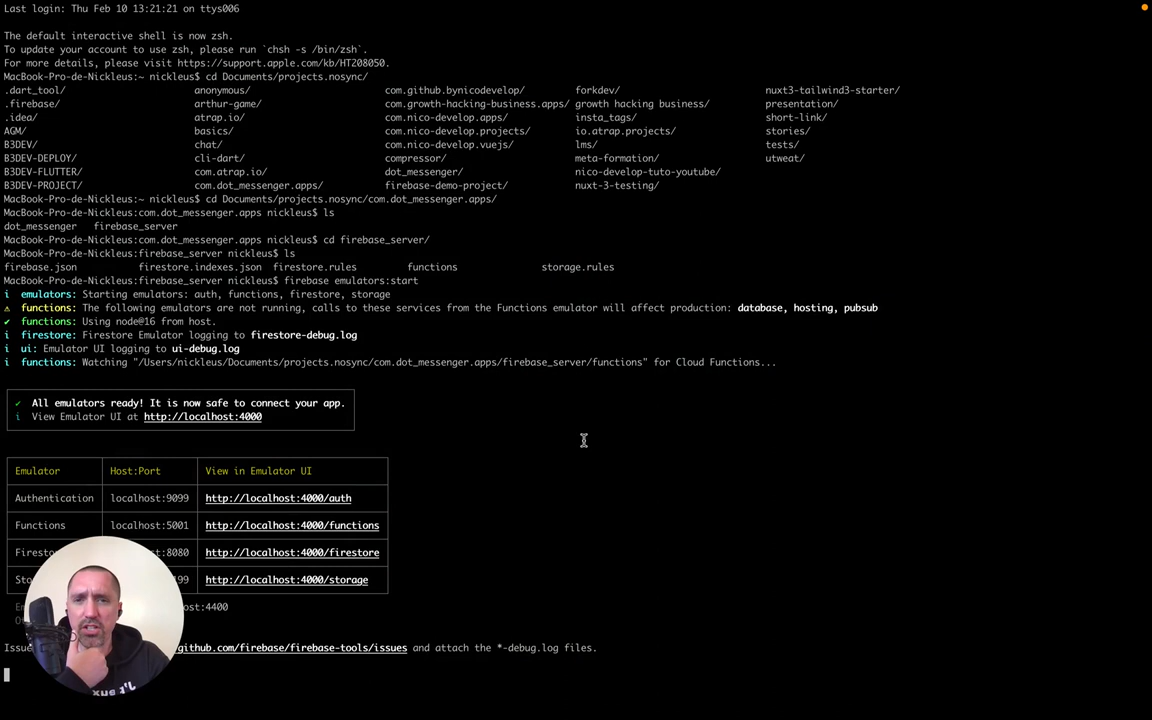 Last login: Thu Feb 10 13:21:21 on ttys006
The default interactive shell is now zsh.
To update your account to use zsh, please run `chsh -s /bin/zsh`.
For more details, please visit https://support.apple.com/kb/HT208050.
MacBook-Pro-de-Nickleus:~ nickleus$ cd Documents/projects.nosync/
.dart_tool/ anonymous/ com.github.bynicodevelop/ forkdev/ nuxt3-tailwind3-starter/
.firebase/ arthur-game/ com.growth-hacking-business.apps/ growth hacking business/ presentation/
.idea/ atrap.io/ com.nico-develop.apps/ insta_tags/ short-link/
AGM/ basics/ com.nico-develop.projects/ io.atrap.projects/ stories/
B3DEV/ chat/ com.nico-develop.vuejs/ lms/ tests/
B3DEV-DEPLOY/ cli-dart/ compressor/ meta-formation/ utweat/
B3DEV-FLUTTER/ com.atrap.io/ dot_messenger/ nico-develop-tuto-youtube/
B3DEV-PROJECT/ com.dot_messenger.apps/ firebase-demo-project/ nuxt-3-testing/
MacBook-Pro-de-Nickleus:~ nickleus$ cd Documents/projects.nosync/com.dot_messenger.apps/
MacBook-Pro-de-Nickleus:com.dot_messenger.apps nickleus$ ls
dot_messenger firebase_server
MacBook-Pro-de-Nickleus:com.dot_messenger.apps nickleus$ cd firebase_server/
MacBook-Pro-de-Nickleus:firebase_server nickleus$ ls
firebase.json firestore.indexes.json firestore.rules functions storage.rules
MacBook-Pro-de-Nickleus:firebase_server nickleus$ firebase emulators:start
i emulators: Starting emulators: auth, functions, firestore, storage
⚠ functions: The following emulators are not running, calls to these services from the Functions emulator will affect production: database, hosting, pubsub
✔ functions: Using node@16 from host.
i firestore: Firestore Emulator logging to firestore-debug.log
i ui: Emulator UI logging to ui-debug.log
i functions: Watching "/Users/nickleus/Documents/projects.nosync/com.dot_messenger.apps/firebase_server/functions" for Cloud Functions...
✔ All emulators ready! It is now safe to connect your app.
i View Emulator UI at http://localhost:4000
Emulator Host:Port View in Emulator UI
Authentication localhost:9099 http://localhost:4000/auth
Functions localhost:5001 http://localhost:4000/functions
:8080 http://localhost:4000/firestore
http://localhost:4000/storage
:4400
github.com/firebase/firebase-tools/issues and attach the *-debug.log files.